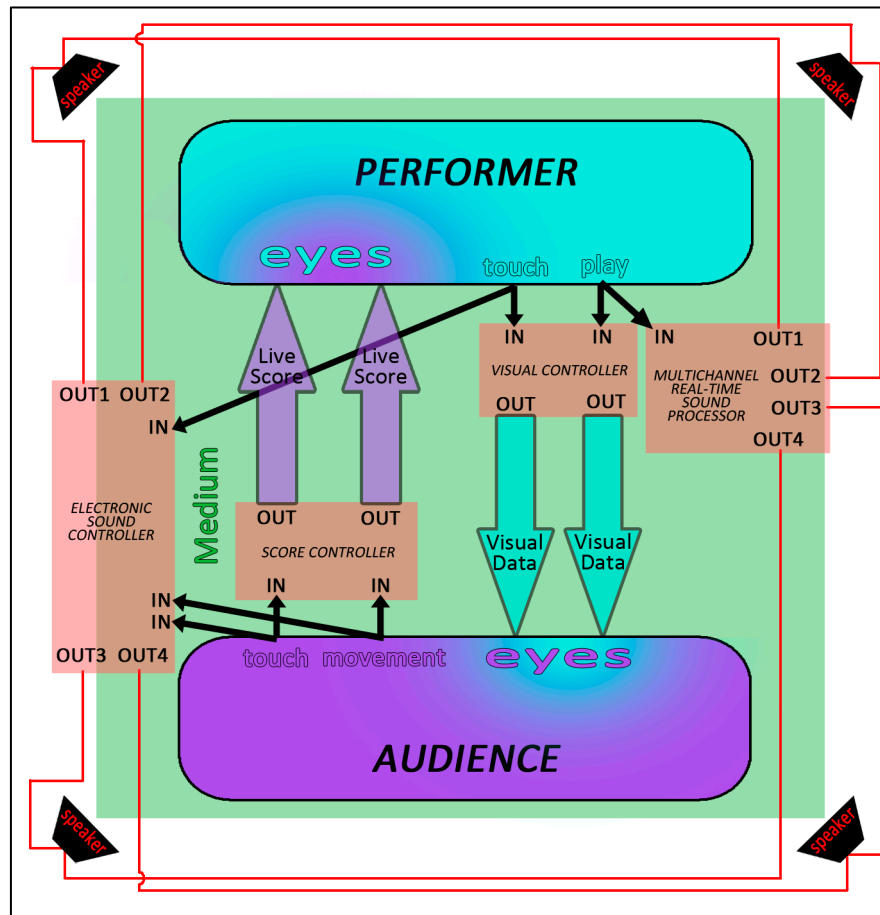 speaker
speaker
PERFORMER
eyes
touch
play
IN
IN
IN
OUT1
VISUAL CONTROLLER
MULTICHANNEL
REAL-TIME
SOUND
PROCESSOR
OUT2
OUT3
OUT4
OUT
OUT
Live
Score
Live
Score
OUT1 OUT2
IN
ELECTRONIC
SOUND
CONTROLLER
Medium
OUT
OUT
SCORE CONTROLLER
IN
IN
Visual
Data
Visual
Data
IN
IN
OUT3 OUT4
touch movement
eyes
AUDIENCE
speaker
speaker